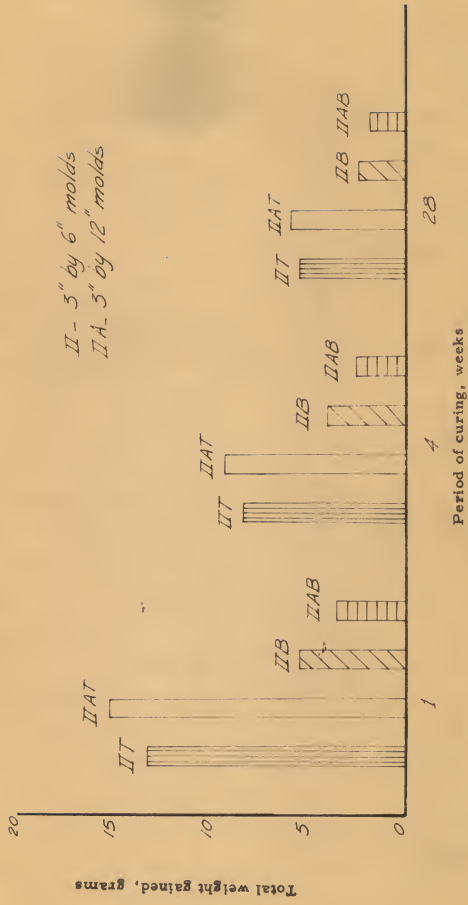 II - 3" by 6" molds
IIA - 3" by 12" molds
Total weight gained, grams
20
15
10
5
0
IIT
IIAT
IIB
IIAB
IIT
IIAT
IIB
IIAB
IIT
IIAT
IIB
IIAB
1
4
28
Period of curing, weeks